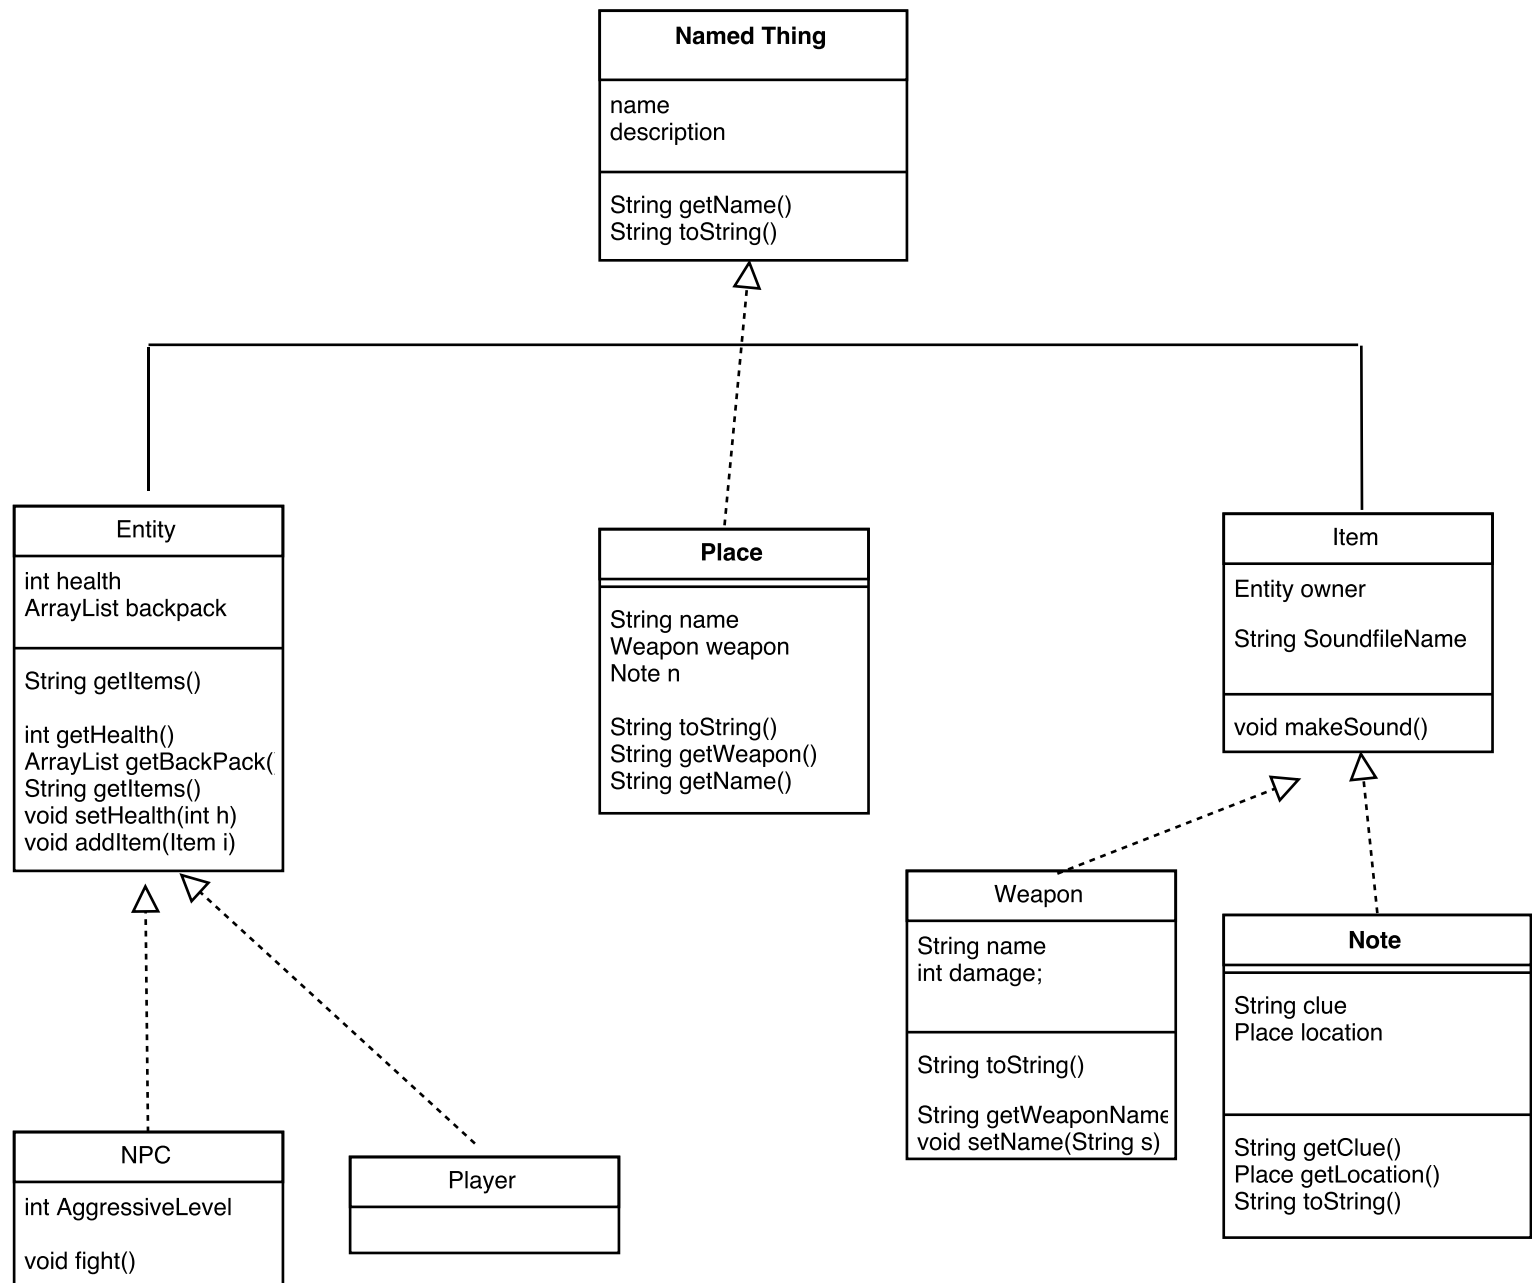 Named Thing
name
description
String getName()
String toString()
Entity
int health
ArrayList backpack
String getItems()
int getHealth()
ArrayList getBackPack(
String getItems()
void setHealth(int h)
void addItem(Item i)
Place
String name
Weapon weapon
Note n
String toString()
String getWeapon()
String getName()
Item
Entity owner
String SoundfileName
void makeSound()
Weapon
String name
int damage;
String toString()
String getWeaponName
void setName(String s)
Note
String clue
Place location
String getClue()
Place getLocation()
String toString()
NPC
int AggressiveLevel
void fight()
Player